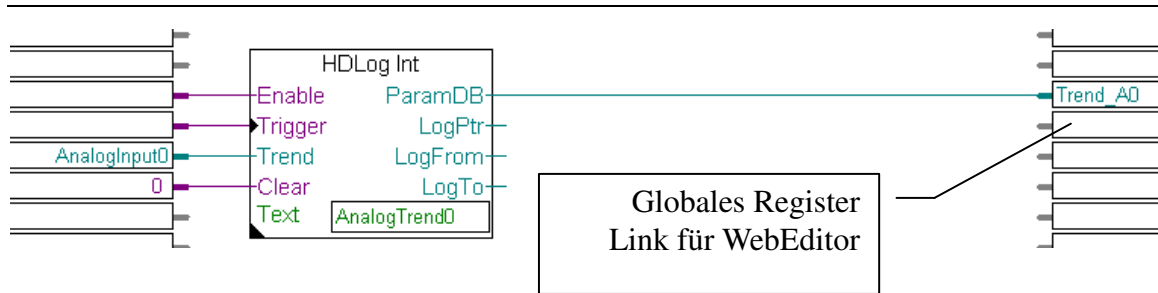 HDLog Int
Enable ParamDB Trend_A0
Trigger LogPtr
AnalogInput0 Trend LogFrom
0 Clear LogTo
Text AnalogTrend0
Globales Register
Link für WebEditor